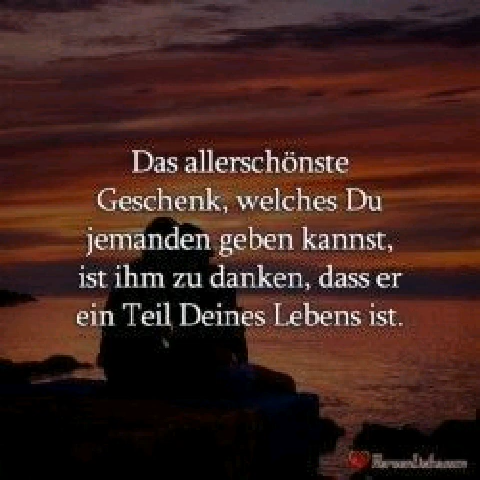 Das allerschönste
Geschenk, welches Du
jemanden geben kannst,
ist ihm zu danken, dass er
ein Teil Deines Lebens ist.